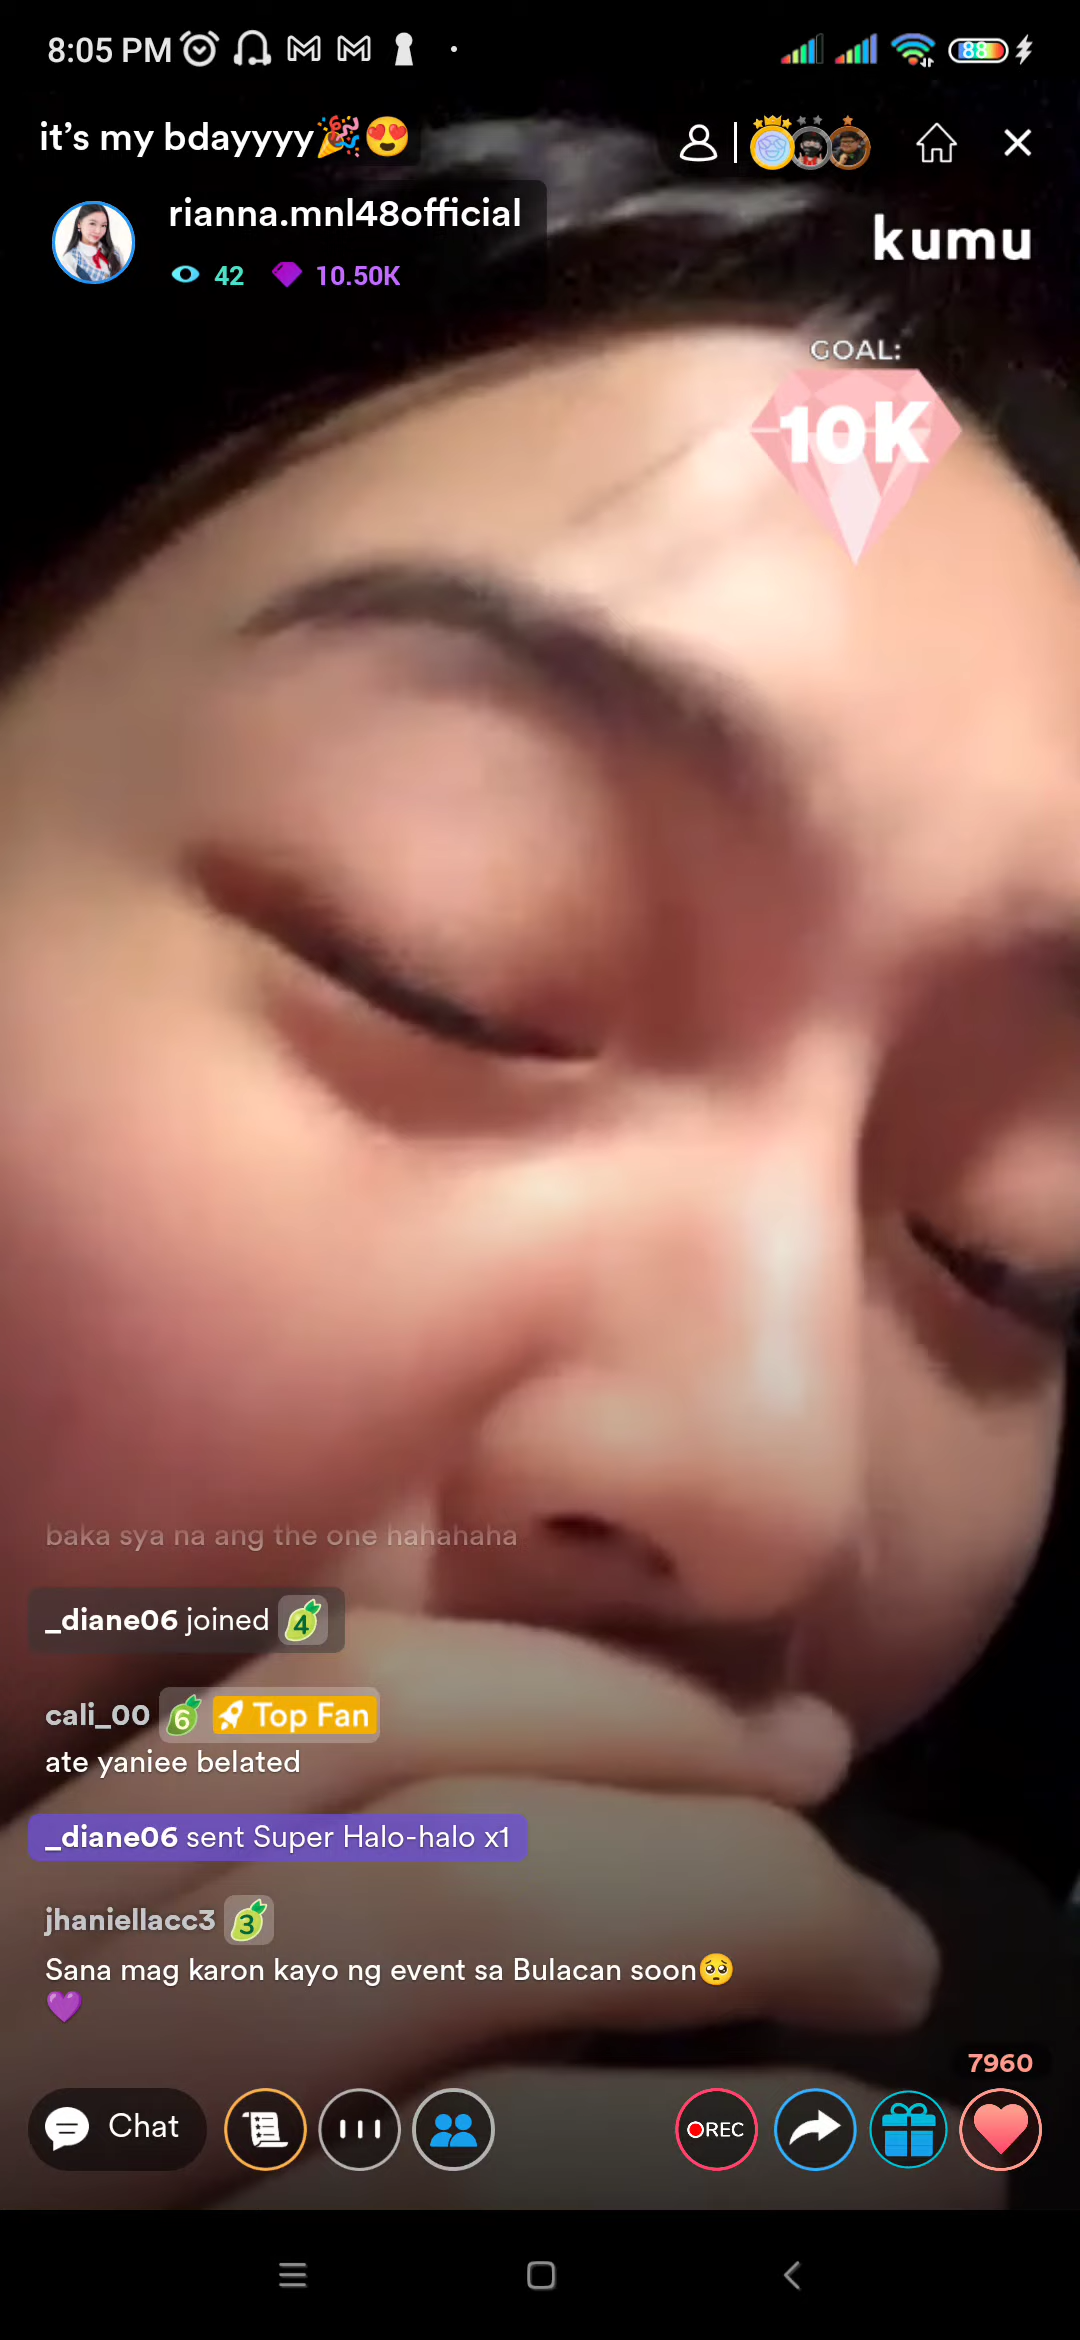 8:05 PM
88
it's my bdayyyy🎉😍
rianna.mnl48official
42 10.50K
kumu
GOAL:
10K
baka sya na ang the one hahahaha
_diane06 joined 4
cali_00 6 Top Fan
ate yaniee belated
_diane06 sent Super Halo-halo x1
jhaniellacc3 3
Sana mag karon kayo ng event sa Bulacan soon🥺
💜
7960
Chat
REC